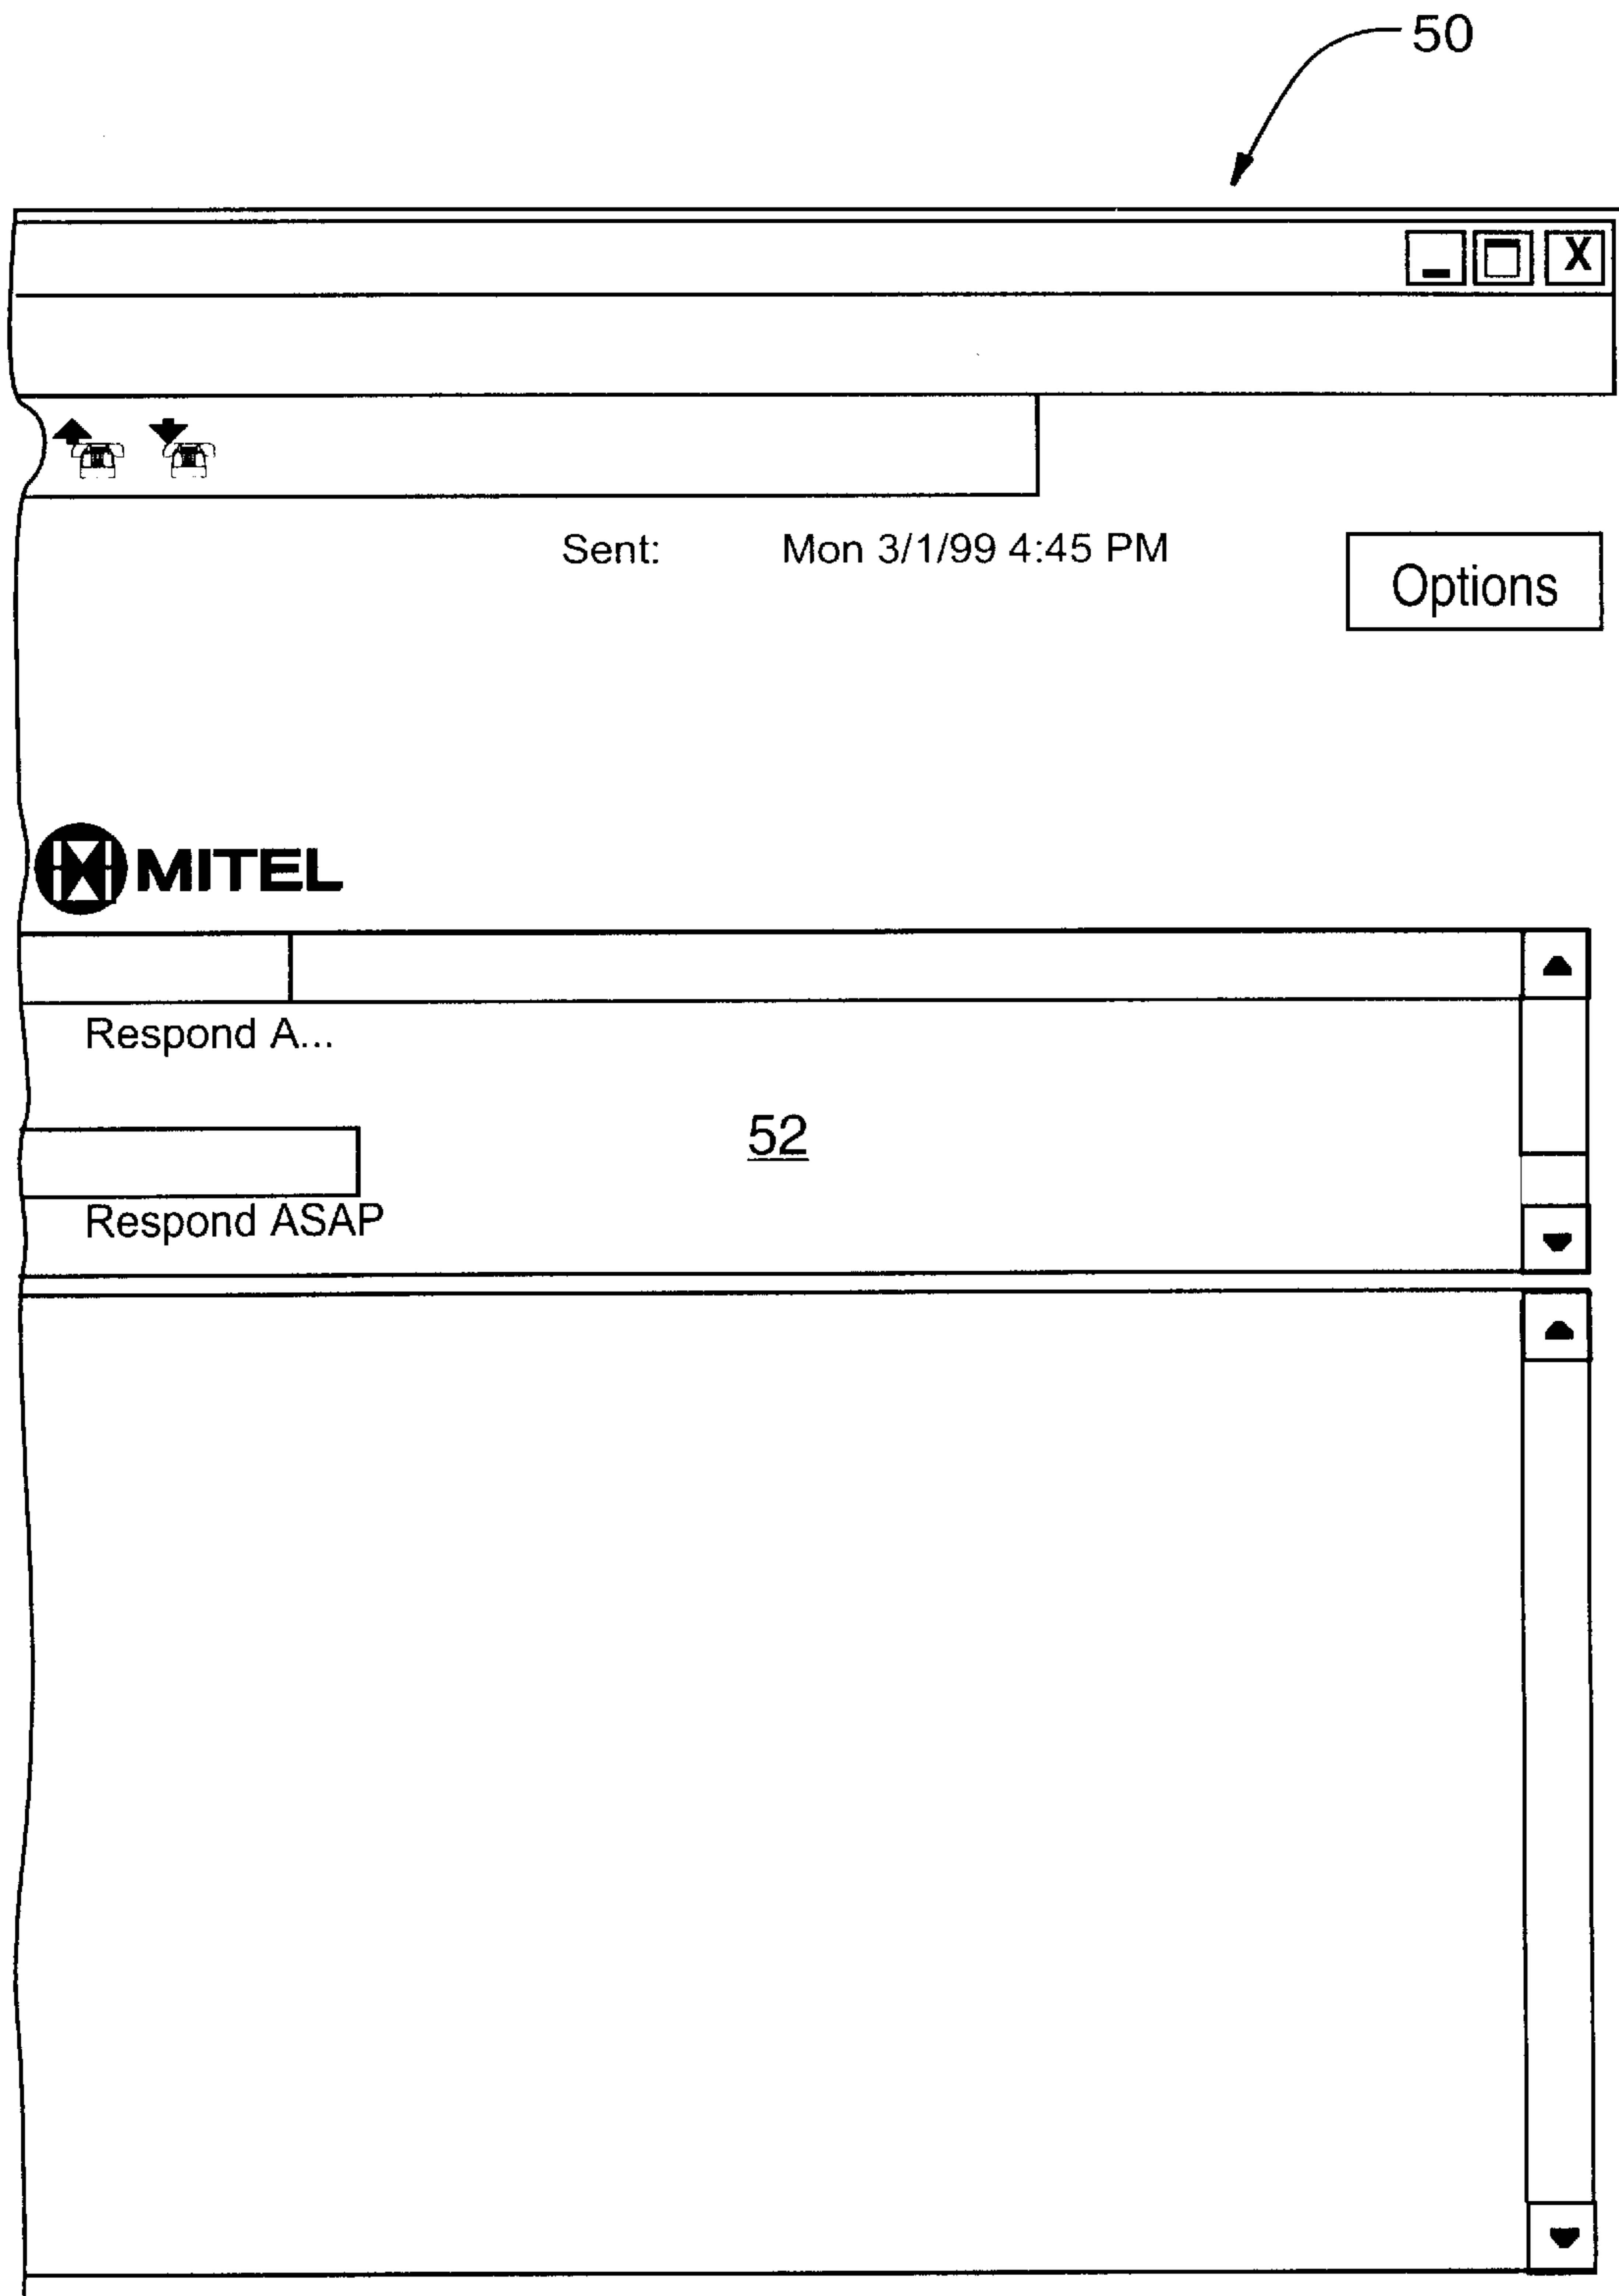 50
X
Sent: Mon 3/1/99 4:45 PM
Options
MITEL
Respond A...
52
Respond ASAP